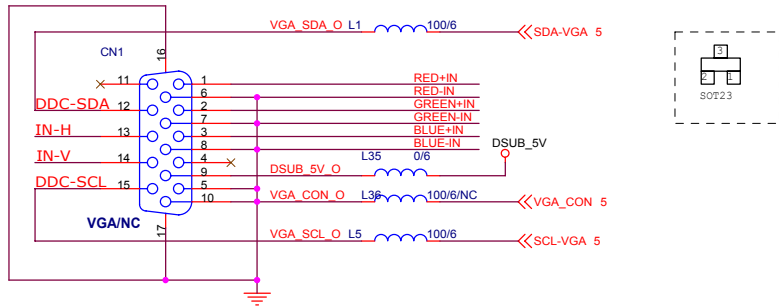 VGA_SDA_O L1 100/6 SDA-VGA 5
CN1
16
3
2 1
SOT23
11 1 RED+IN
6 RED-IN
DDC-SDA 12 2 GREEN+IN
7 GREEN-IN
IN-H 13 3 BLUE+IN
8 BLUE-IN
DSUB_5V
IN-V 14 4
L35 0/6
9 DSUB_5V_O
DDC-SCL 15 5
10 VGA_CON_O L36 100/6/NC VGA_CON 5
VGA/NC
17
VGA_SCL_O L5 100/6 SCL-VGA 5